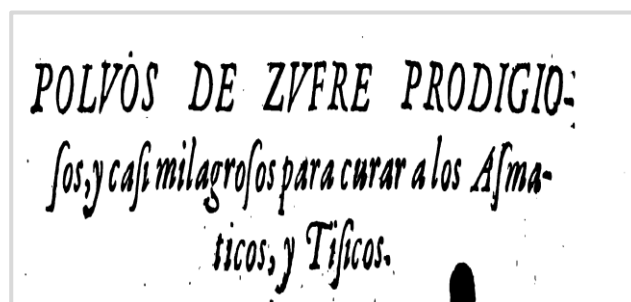 POLVOS DE ZVFRE PRODIGIO-
ſos, y caſi milagroſos para curar a los Aſma-
ticos, y Tiſicos.